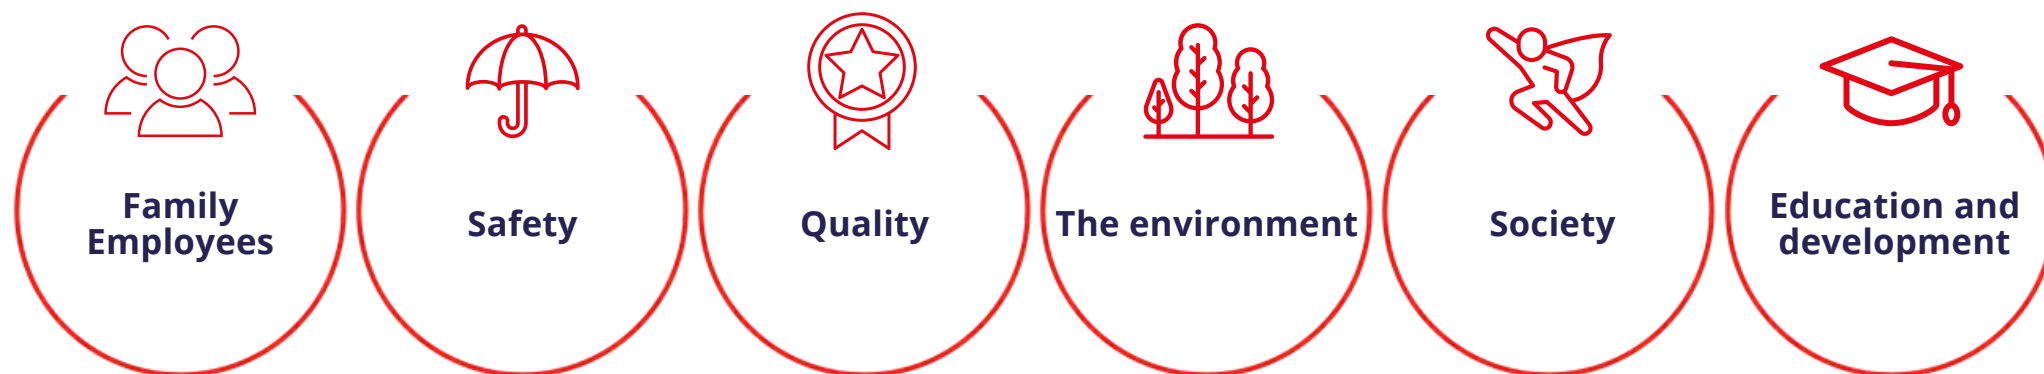 Family
Employees
Safety
Quality
The environment
Society
Education and
development